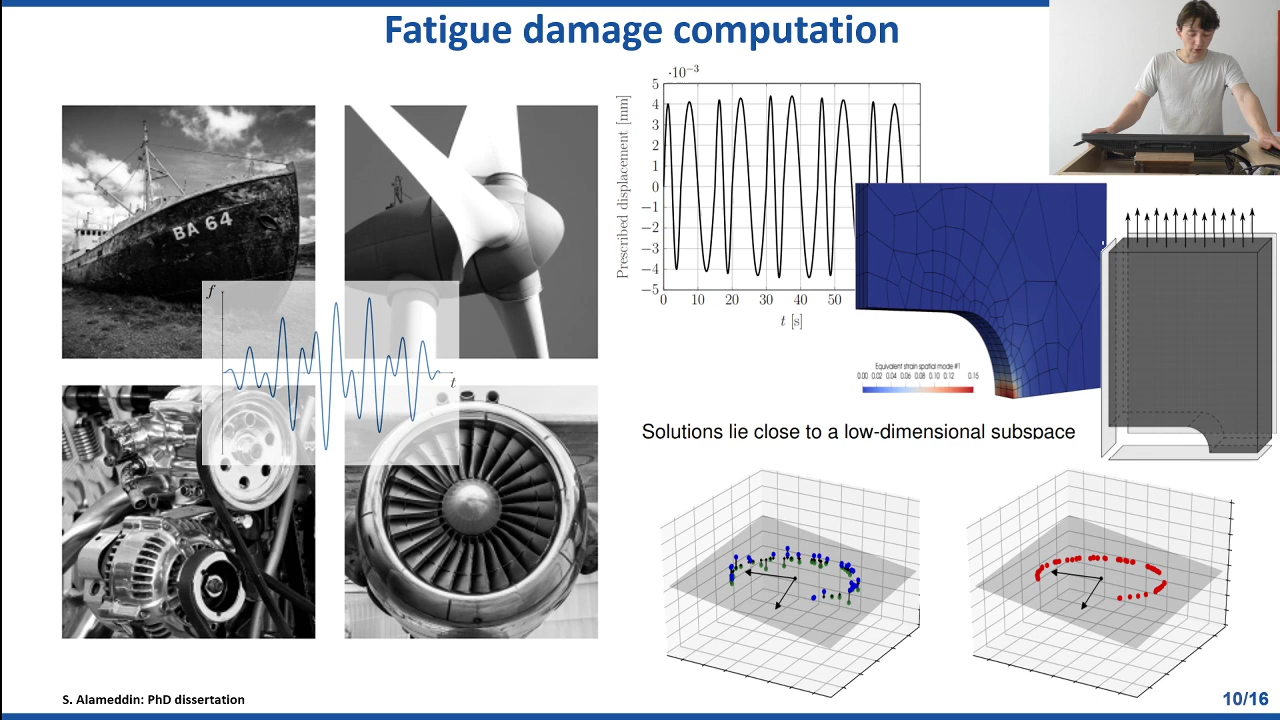 Fatigue damage computation
BA 64
f
t
·10⁻³
Prescribed displacement [mm]
5
4
3
2
1
0
−1
−2
−3
−4
−5
0 10 20 30 40 50
t [s]
Equivalent strain spatial mode #1
0.00 0.02 0.04 0.06 0.08 0.10 0.12 0.15
Solutions lie close to a low-dimensional subspace
S. Alameddin: PhD dissertation
10/16